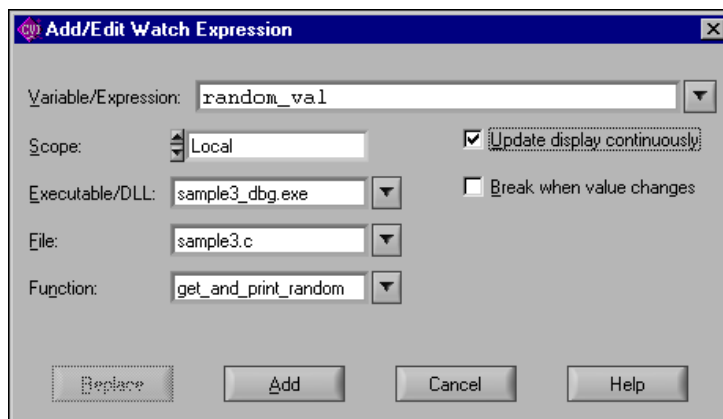 CVI Add/Edit Watch Expression
Variable/Expression: random_val
Scope: Local
Update display continuously
Executable/DLL: sample3_dbg.exe
Break when value changes
File: sample3.c
Function: get_and_print_random
Replace Add Cancel Help